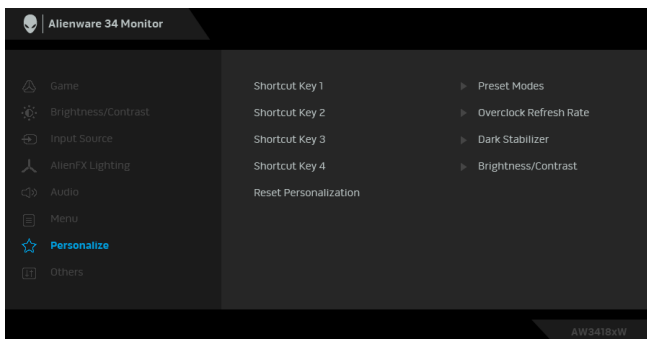 Alienware 34 Monitor
Game
Brightness/Contrast
Input Source
AlienFX Lighting
Audio
Menu
Personalize
Others
Shortcut Key 1 Preset Modes
Shortcut Key 2 Overclock Refresh Rate
Shortcut Key 3 Dark Stabilizer
Shortcut Key 4 Brightness/Contrast
Reset Personalization
AW3418xW